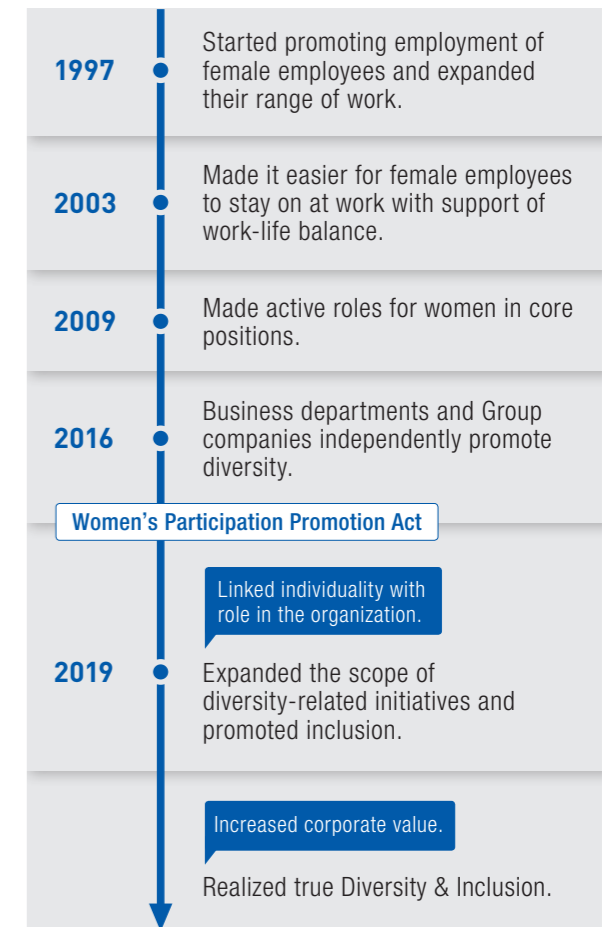 1997
Started promoting employment of
female employees and expanded
their range of work.
2003
Made it easier for female employees
to stay on at work with support of
work-life balance.
2009
Made active roles for women in core
positions.
2016
Business departments and Group
companies independently promote
diversity.
Women’s Participation Promotion Act
Linked individuality with
role in the organization.
2019
Expanded the scope of
diversity-related initiatives and
promoted inclusion.
Increased corporate value.
Realized true Diversity & Inclusion.